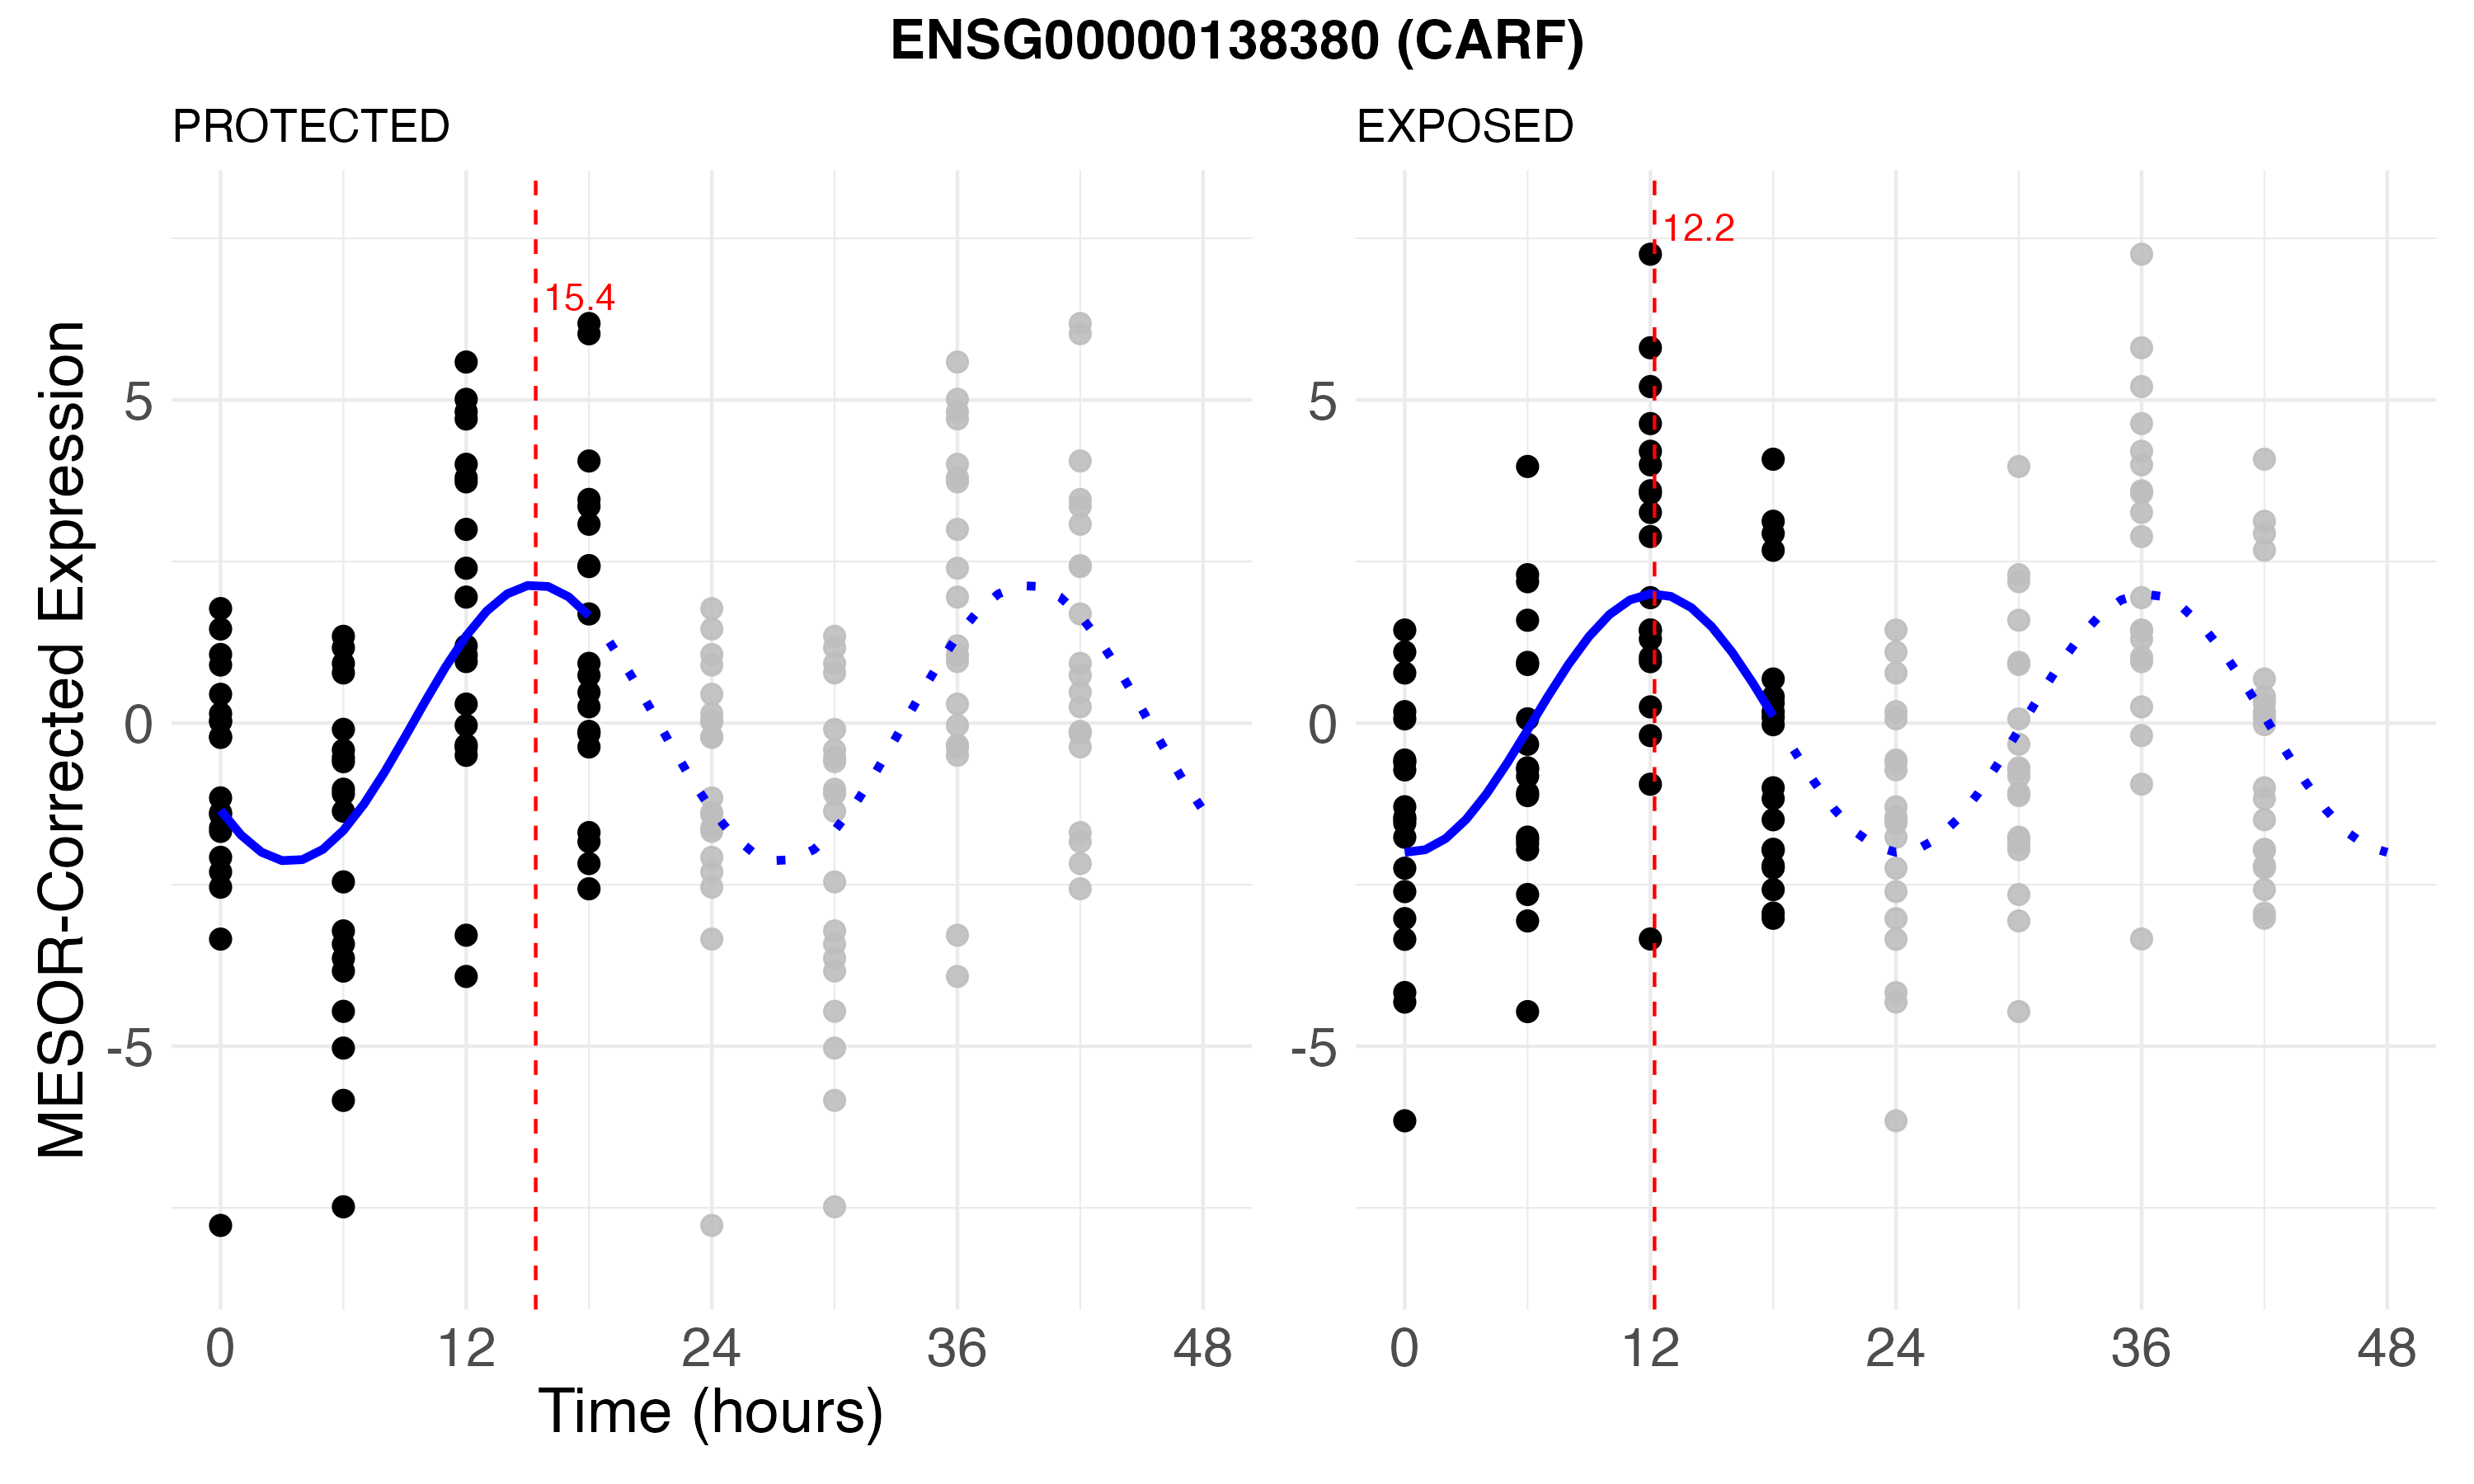 ENSG00000138380 (CARF)
PROTECTED
EXPOSED
MESOR-Corrected Expression
5
0
-5
15.4
0 12 24 36 48
5
0
-5
12.2
0 12 24 36 48
Time (hours)